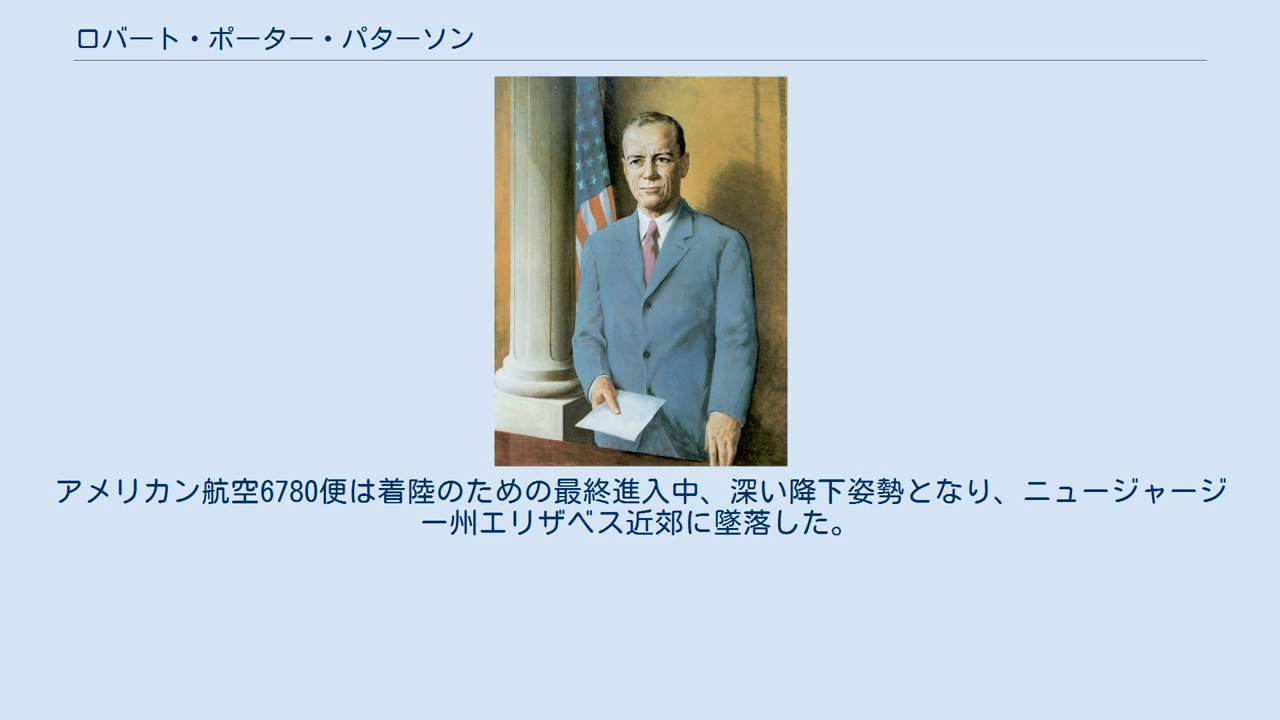 ロバート・ポーター・パターソン
アメリカン航空6780便は着陸のための最終進入中、深い降下姿勢となり、ニュージャージ
ー州エリザベス近郊に墜落した。